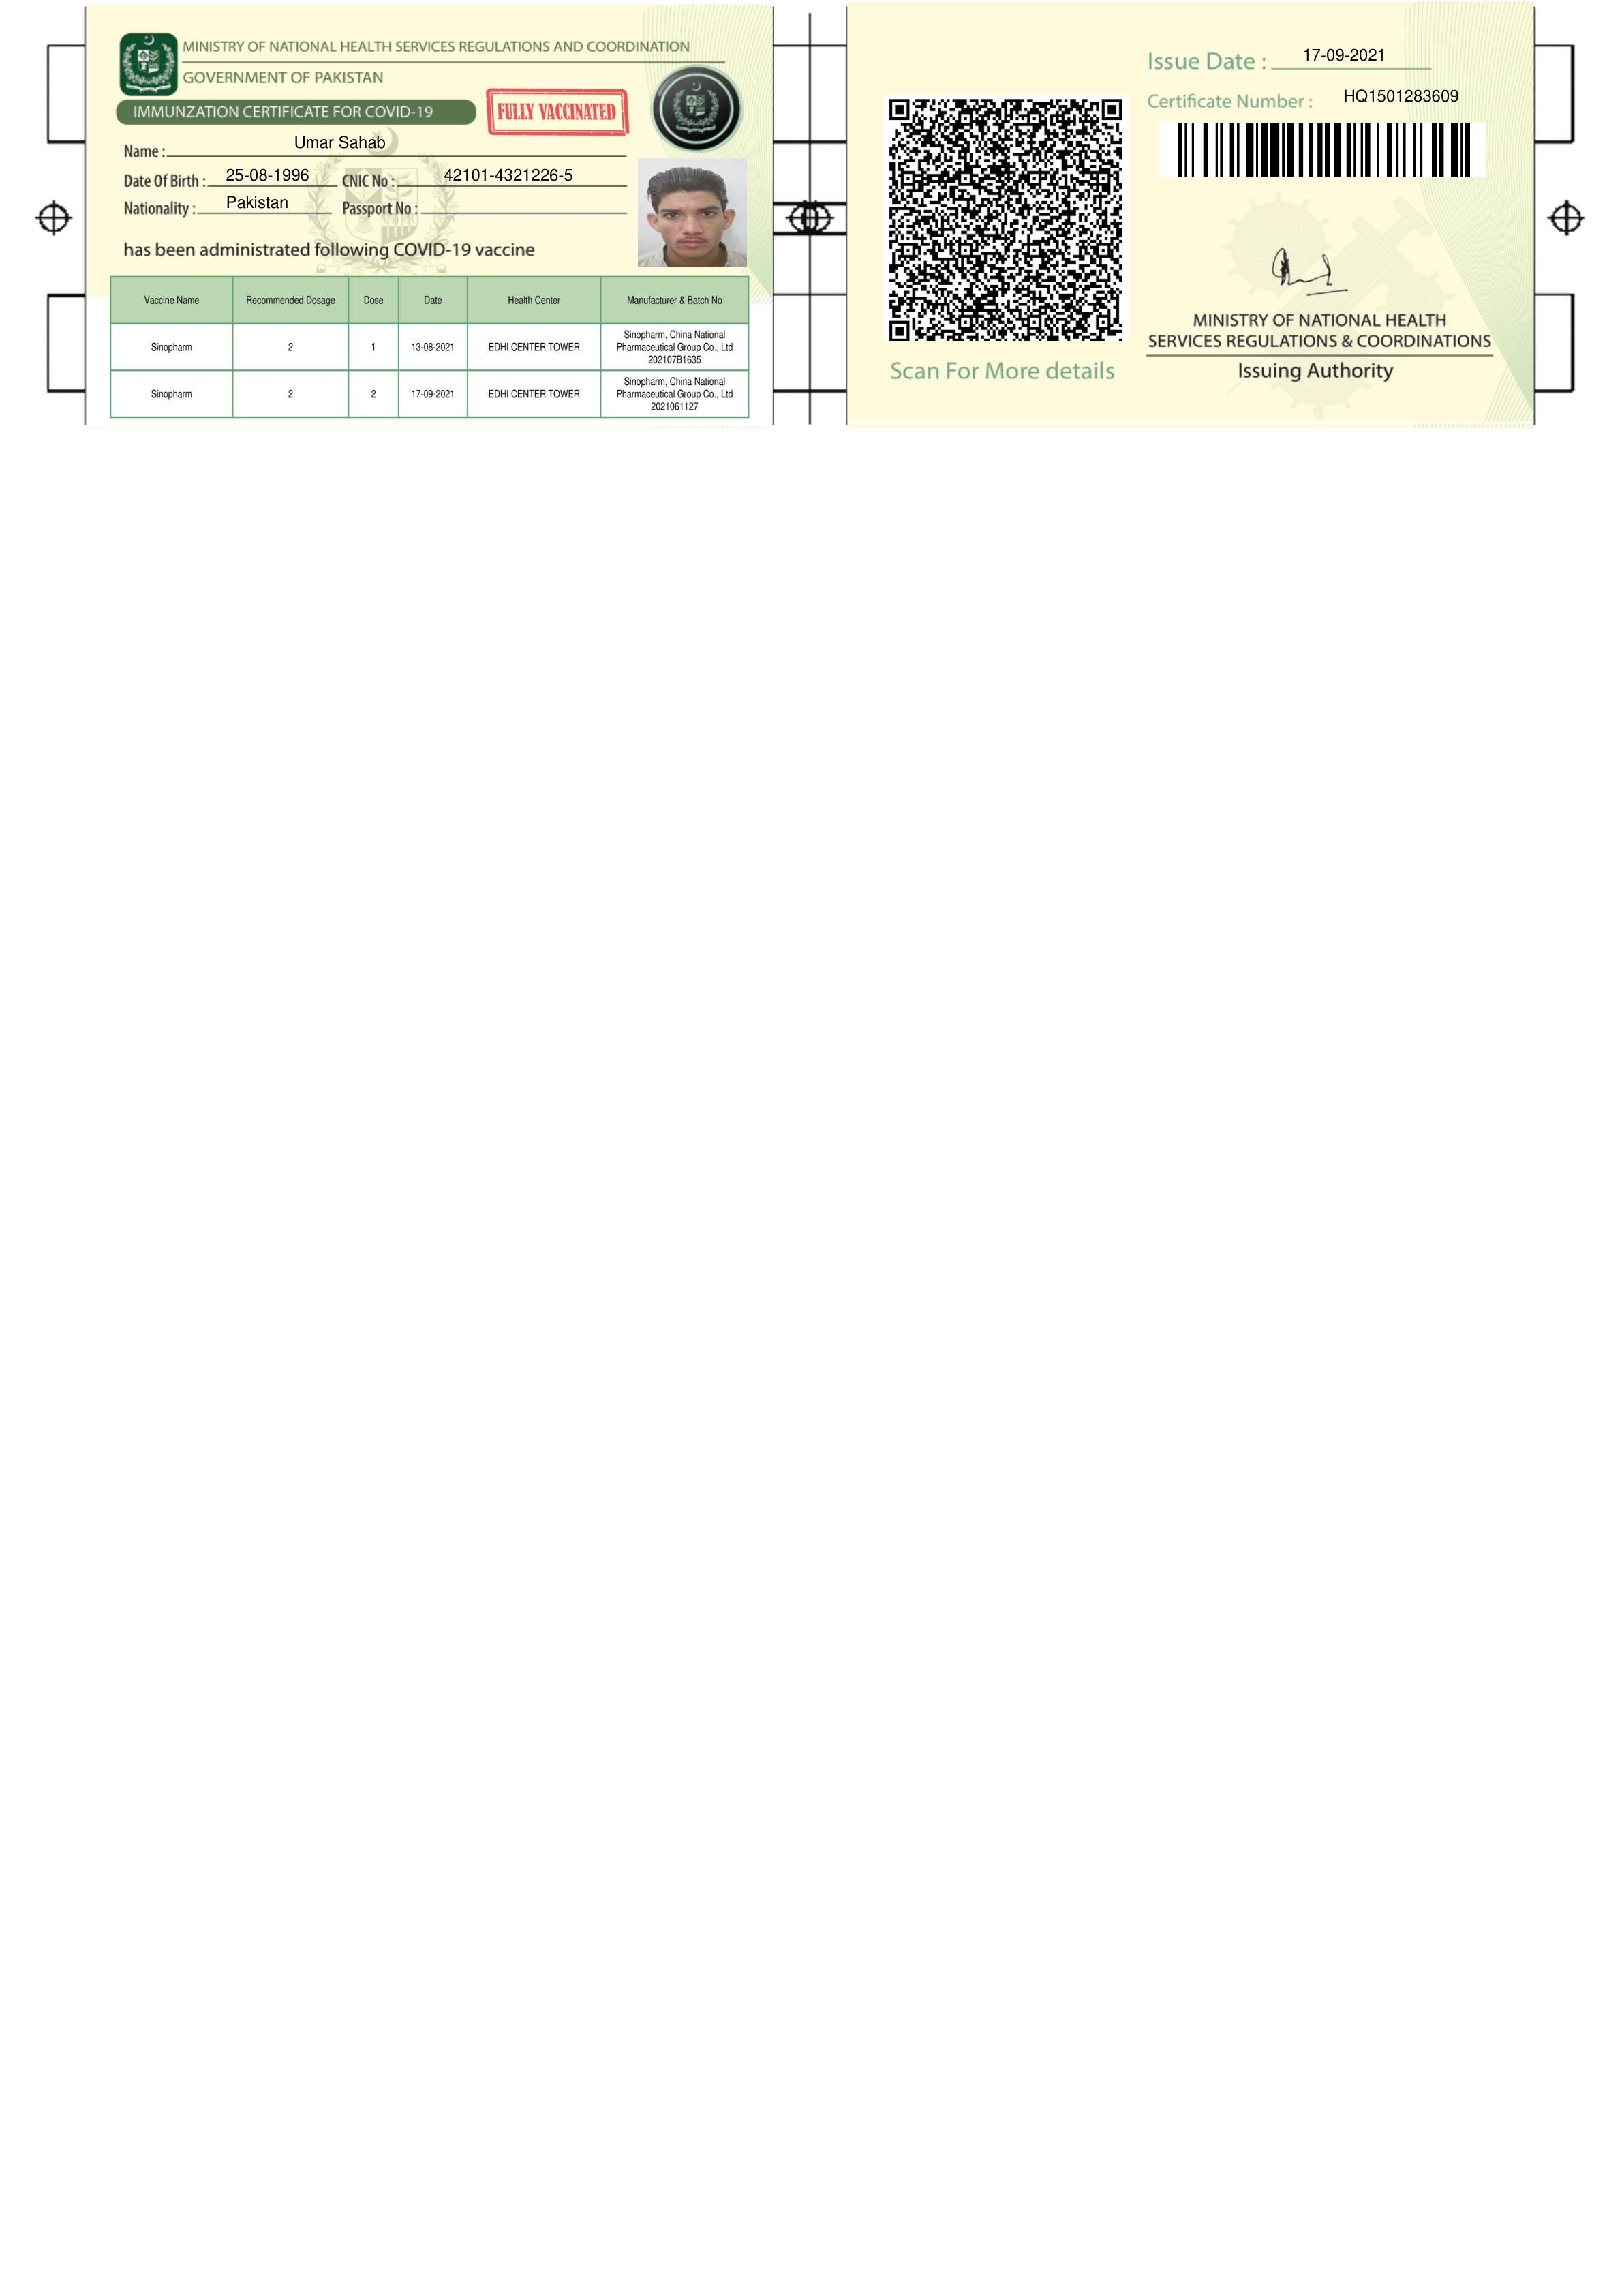 MINISTRY OF NATIONAL HEALTH SERVICES REGULATIONS AND COORDINATION
GOVERNMENT OF PAKISTAN
IMMUNZATION CERTIFICATE FOR COVID-19
FULLY VACCINATED
Name : Umar Sahab
Date Of Birth : 25-08-1996 CNIC No : 42101-4321226-5
Nationality : Pakistan Passport No :
has been administrated following COVID-19 vaccine
Vaccine Name Recommended Dosage Dose Date Health Center Manufacturer & Batch No
Sinopharm 2 1 13-08-2021 EDHI CENTER TOWER Sinopharm, China National Pharmaceutical Group Co., Ltd 202107B1635
Sinopharm 2 2 17-09-2021 EDHI CENTER TOWER Sinopharm, China National Pharmaceutical Group Co., Ltd 2021061127
Issue Date : 17-09-2021
Certificate Number : HQ1501283609
Scan For More details
MINISTRY OF NATIONAL HEALTH
SERVICES REGULATIONS & COORDINATIONS
Issuing Authority